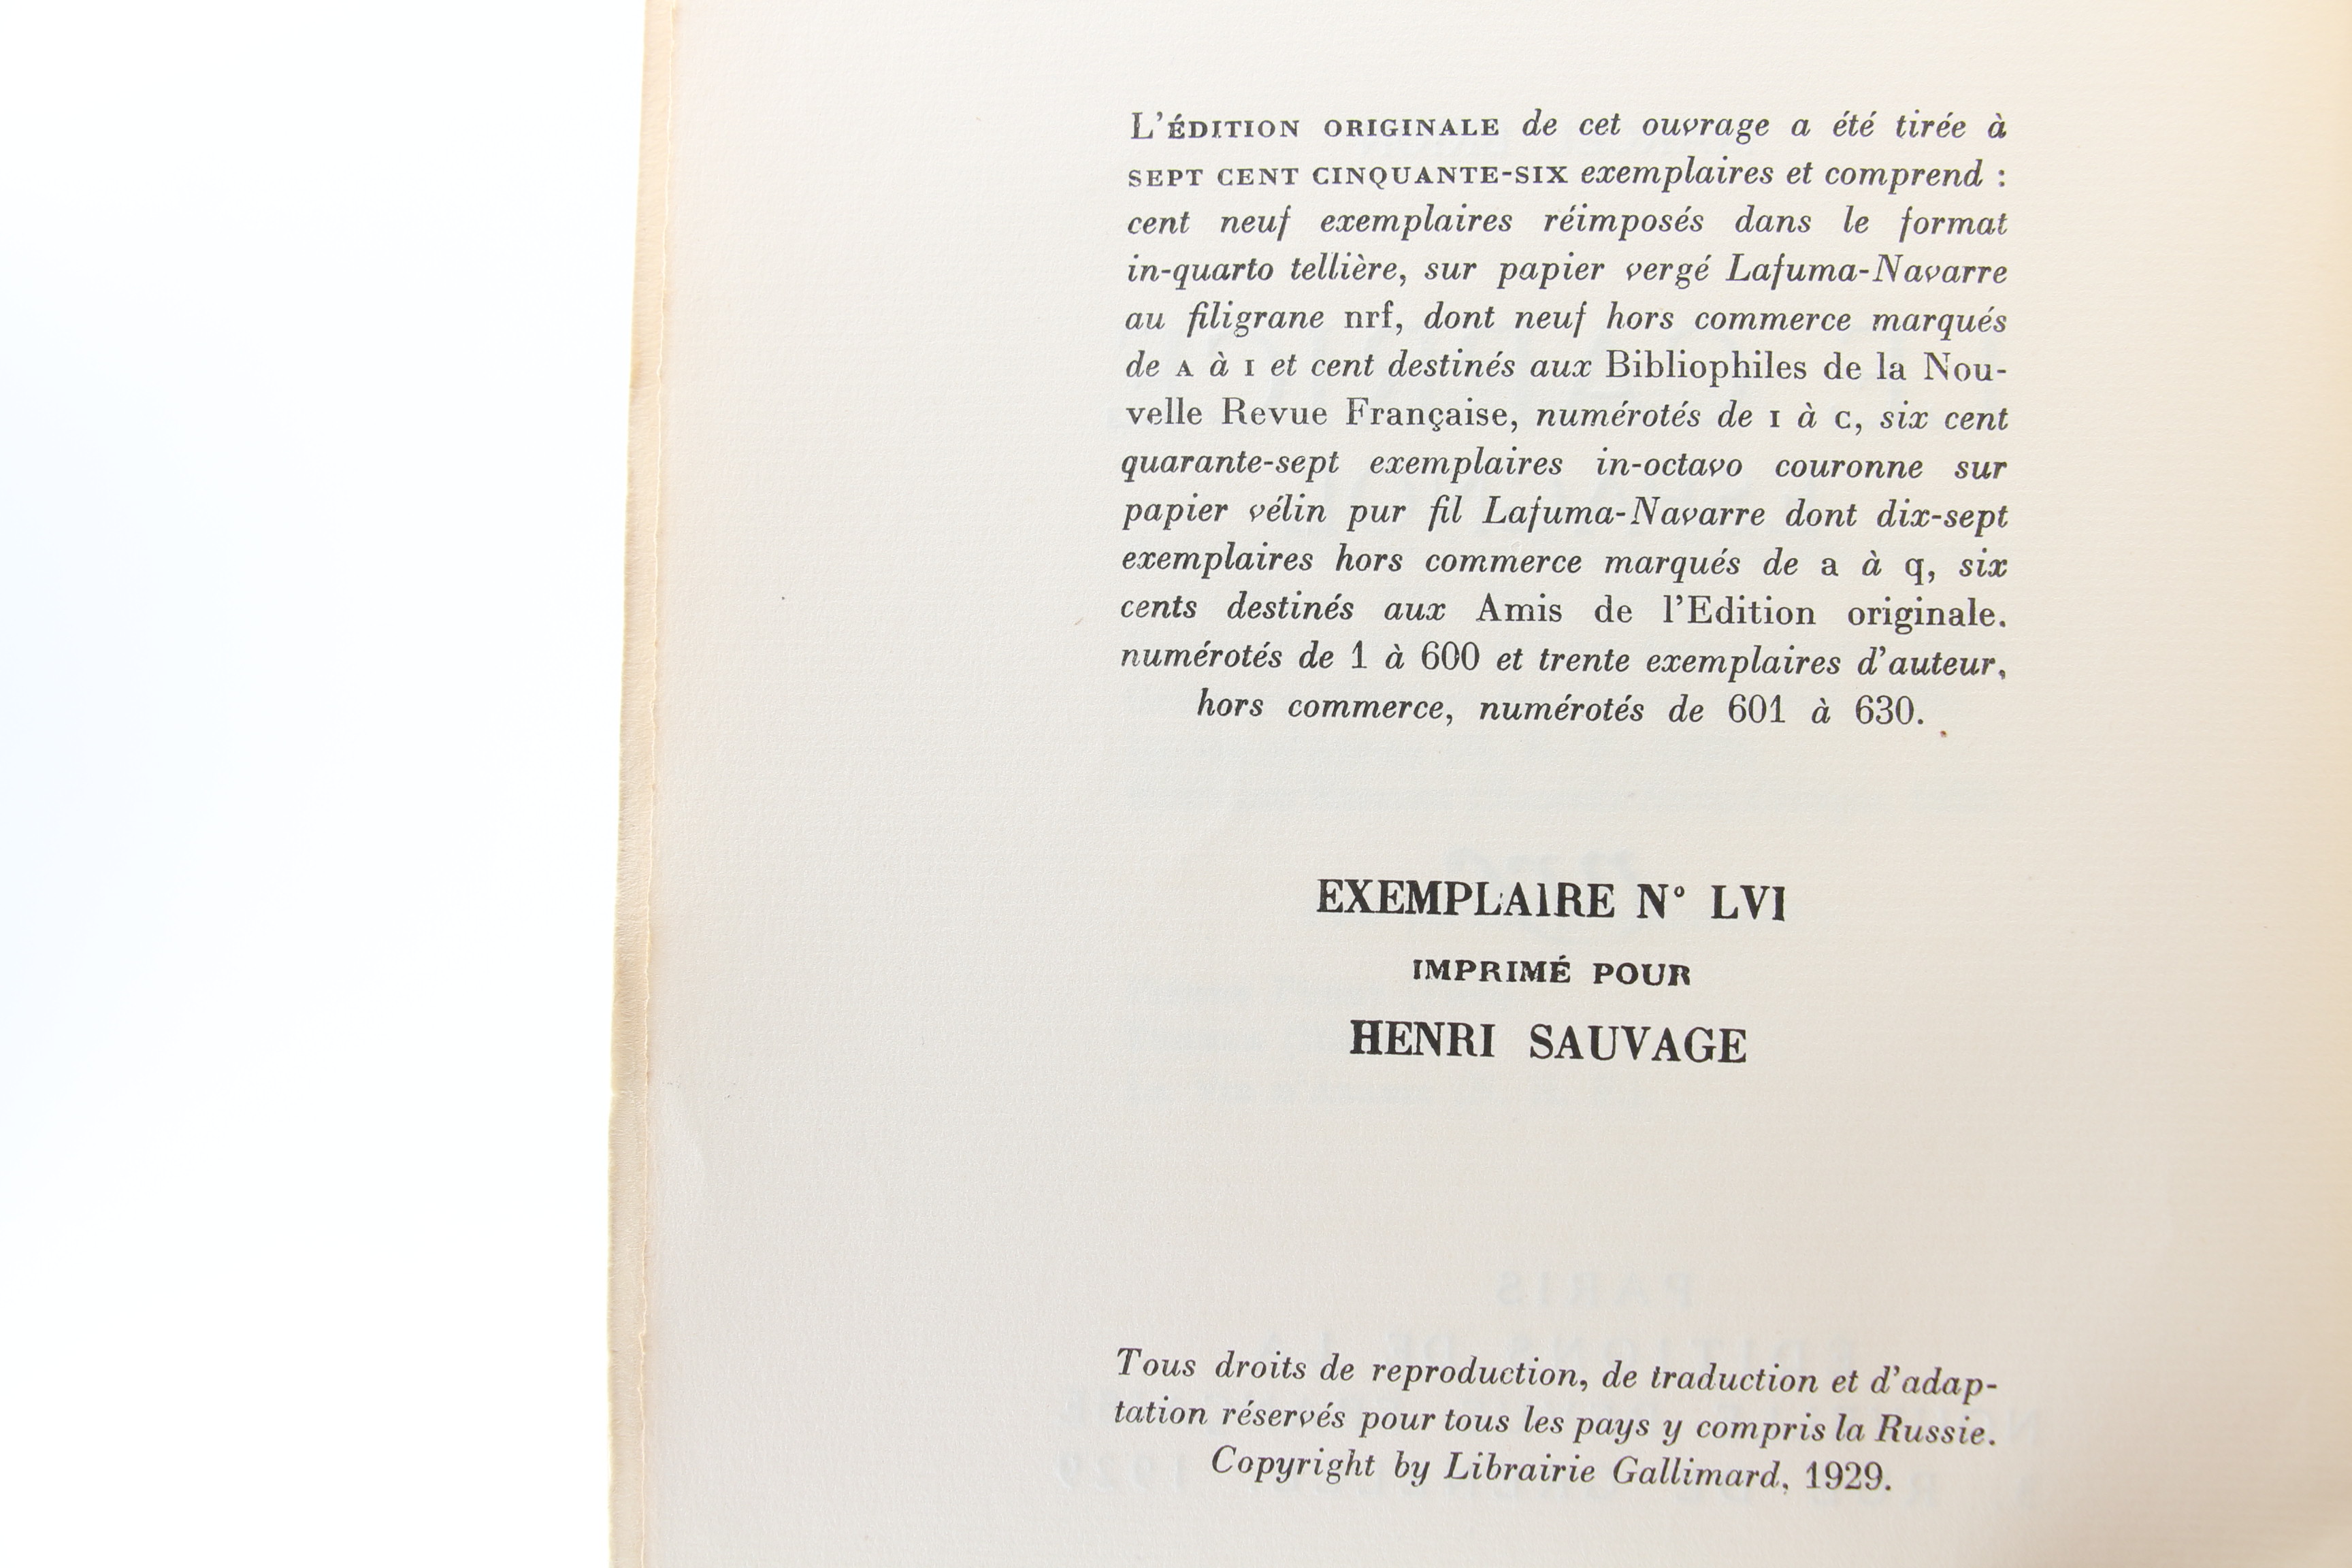 L'ÉDITION ORIGINALE de cet ouvrage a été tirée à
SEPT CENT CINQUANTE-SIX exemplaires et comprend :
cent neuf exemplaires réimposés dans le format
in-quarto tellière, sur papier vergé Lafuma-Navarre
au filigrane nrf, dont neuf hors commerce marqués
de A à I et cent destinés aux Bibliophiles de la Nou-
velle Revue Française, numérotés de I à C, six cent
quarante-sept exemplaires in-octavo couronne sur
papier vélin pur fil Lafuma-Navarre dont dix-sept
exemplaires hors commerce marqués de a à q, six
cents destinés aux Amis de l'Edition originale.
numérotés de 1 à 600 et trente exemplaires d'auteur,
hors commerce, numérotés de 601 à 630.
EXEMPLAIRE N° LVI
IMPRIMÉ POUR
HENRI SAUVAGE
Tous droits de reproduction, de traduction et d'adap-
tation réservés pour tous les pays y compris la Russie.
Copyright by Librairie Gallimard, 1929.